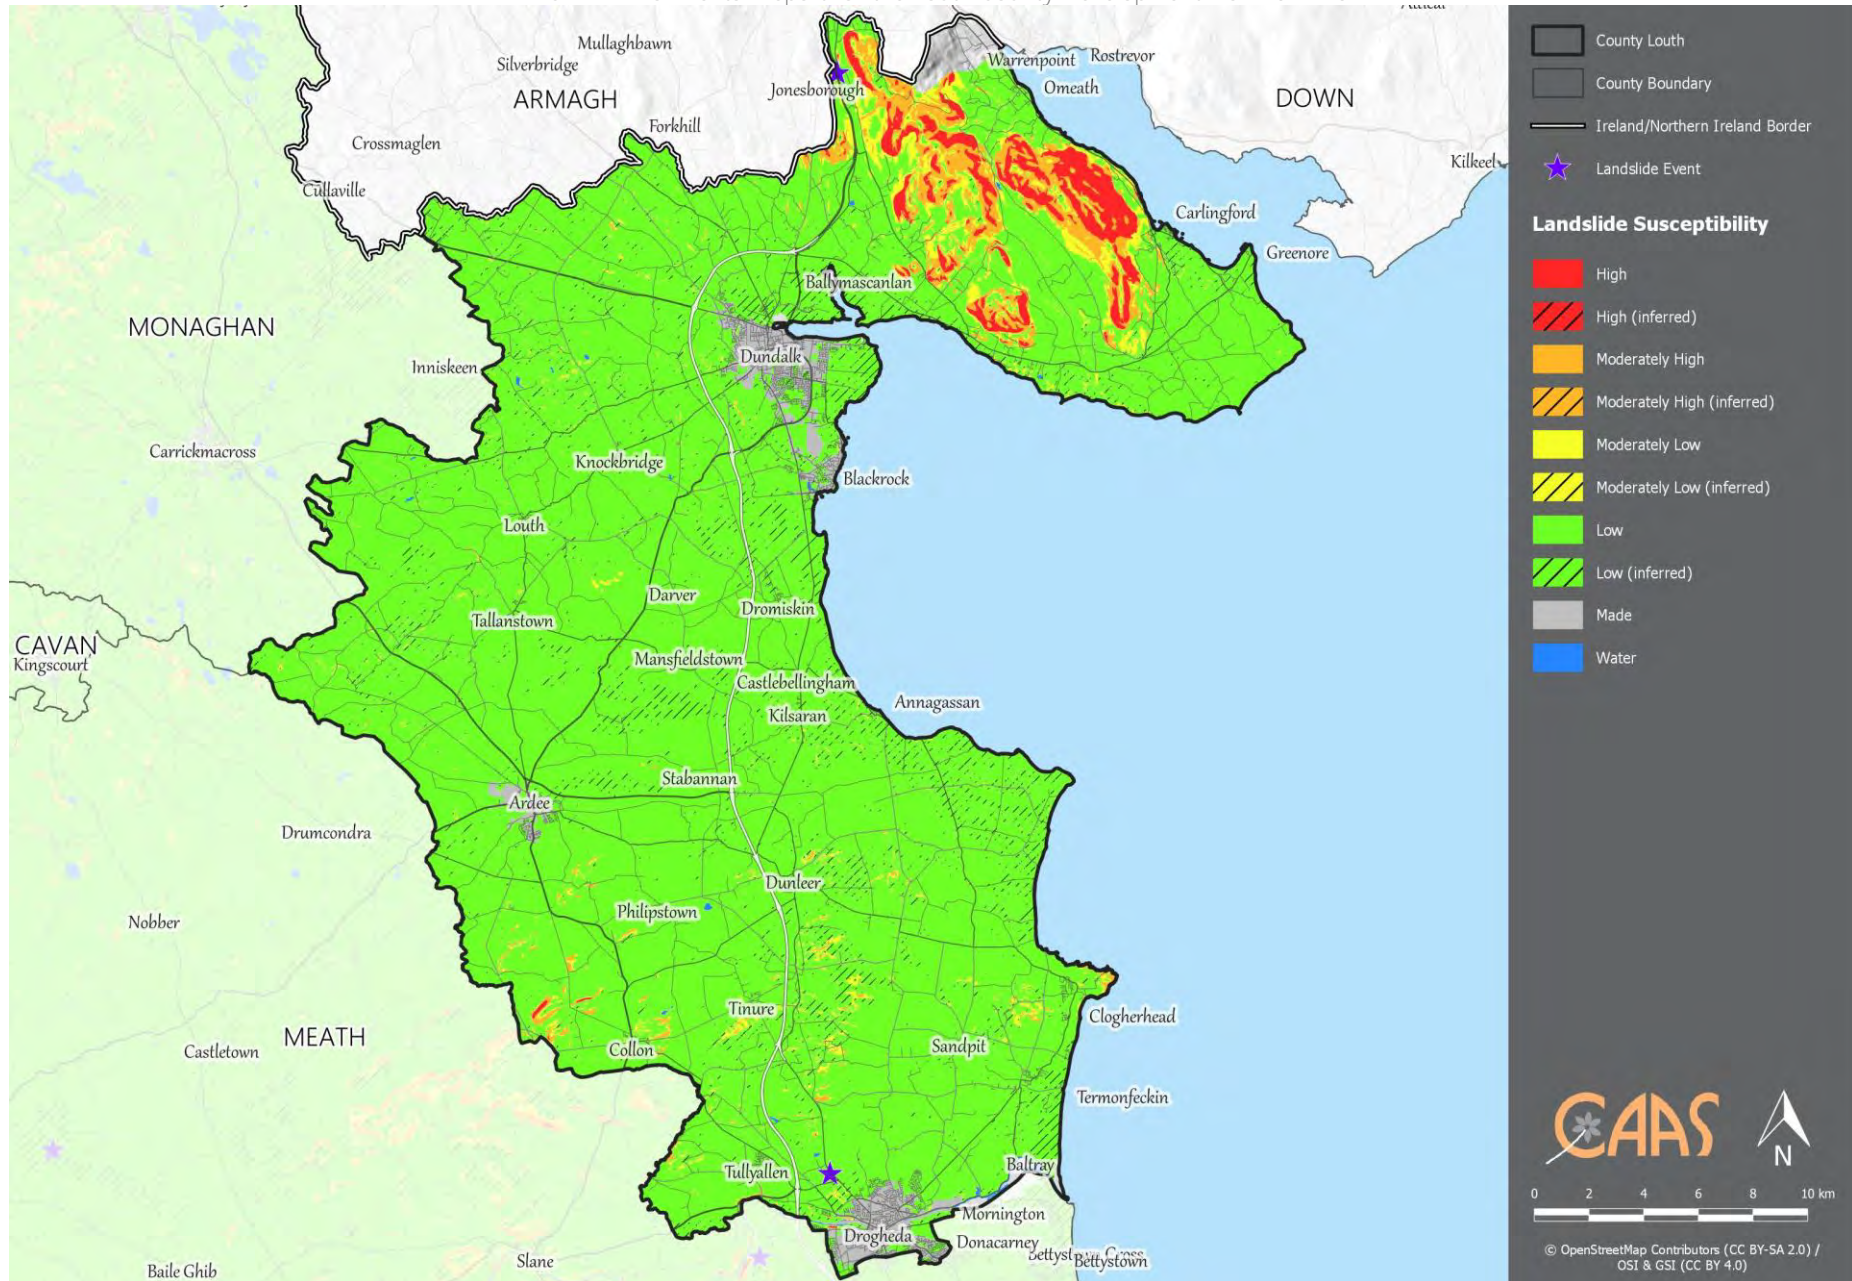 Mullaghbawn
Silverbridge
ARMAGH
Jonesborough
Warrenpoint
Rostrevor
Omeath
DOWN
Forkhill
Crossmaglen
Cullaville
Kilkeel
Carlingford
Greenore
Ballymascanlan
MONAGHAN
Inniskeen
Dundalk
Carrickmacross
Knockbridge
Blackrock
Louth
Darver
Dromiskin
Tallanstown
CAVAN
Kingscourt
Mansfieldstown
Castlebellingham
Annagassan
Kilsaran
Stabannan
Ardee
Drumcondra
Dunleer
Philipstown
Nobber
Tinure
Clogherhead
MEATH
Castletown
Collon
Sandpit
Termonfeckin
Tullyallen
Baltray
Mornington
Drogheda
Donacarney
Bettystown
Slane
Baile Ghib
County Louth
County Boundary
Ireland/Northern Ireland Border
Landslide Event
Landslide Susceptibility
High
High (inferred)
Moderately High
Moderately High (inferred)
Moderately Low
Moderately Low (inferred)
Low
Low (inferred)
Made
Water
CAAS
N
0 2 4 6 8 10 km
© OpenStreetMap Contributors (CC BY-SA 2.0) /
OSI & GSI (CC BY 4.0)